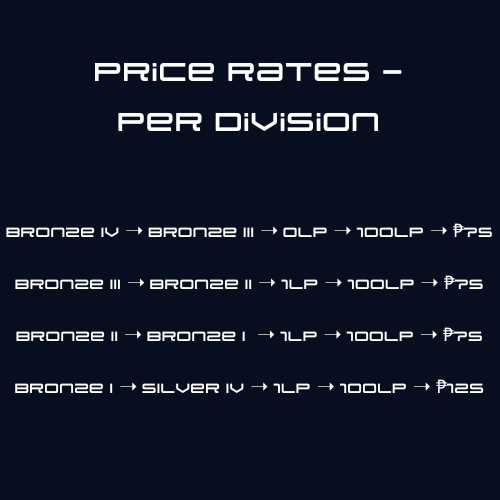 PRiCe RaTeS –
PeR DiViSiON
BRONZE IV → BRONZE III → 0LP → 100LP → ₱75
BRONZE III → BRONZE II → 1LP → 100LP → ₱75
BRONZE II → BRONZE I → 1LP → 100LP → ₱75
BRONZE I → SILVER IV → 1LP → 100LP → ₱125